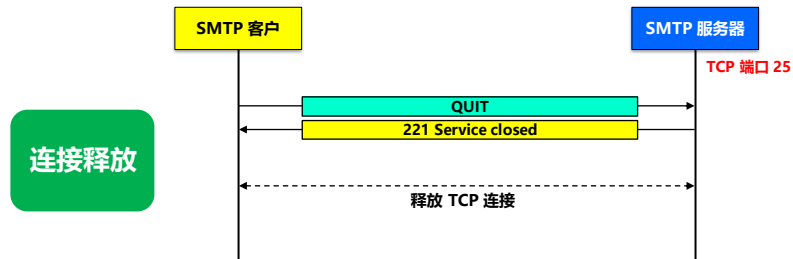 SMTP 客户
SMTP 服务器
TCP 端口 25
QUIT
221 Service closed
连接释放
释放 TCP 连接